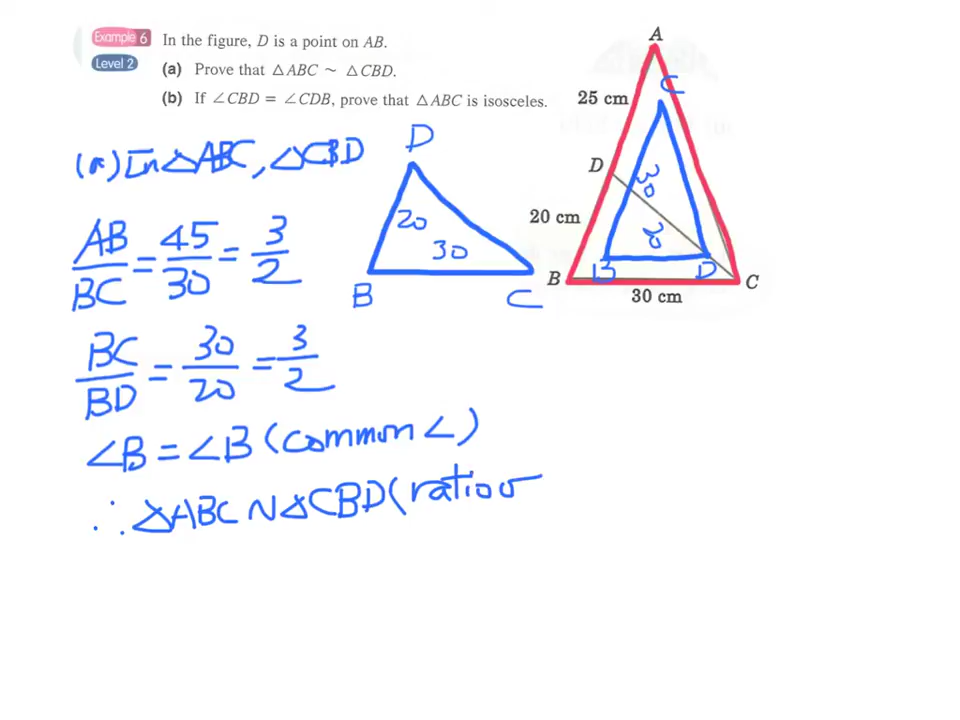 Example 6 In the figure, D is a point on AB.
Level 2 (a) Prove that △ABC ~ △CBD.
(b) If ∠CBD = ∠CDB, prove that △ABC is isosceles.
(a) In △ABC, △CBD
AB/BC = 45/30 = 3/2
BC/BD = 30/20 = 3/2
∠B = ∠B (common ∠)
∴ △ABC ~ △CBD (ratio o
D
20
30
B C
A
C
25 cm
D
30
20 cm
20
B B D C
30 cm